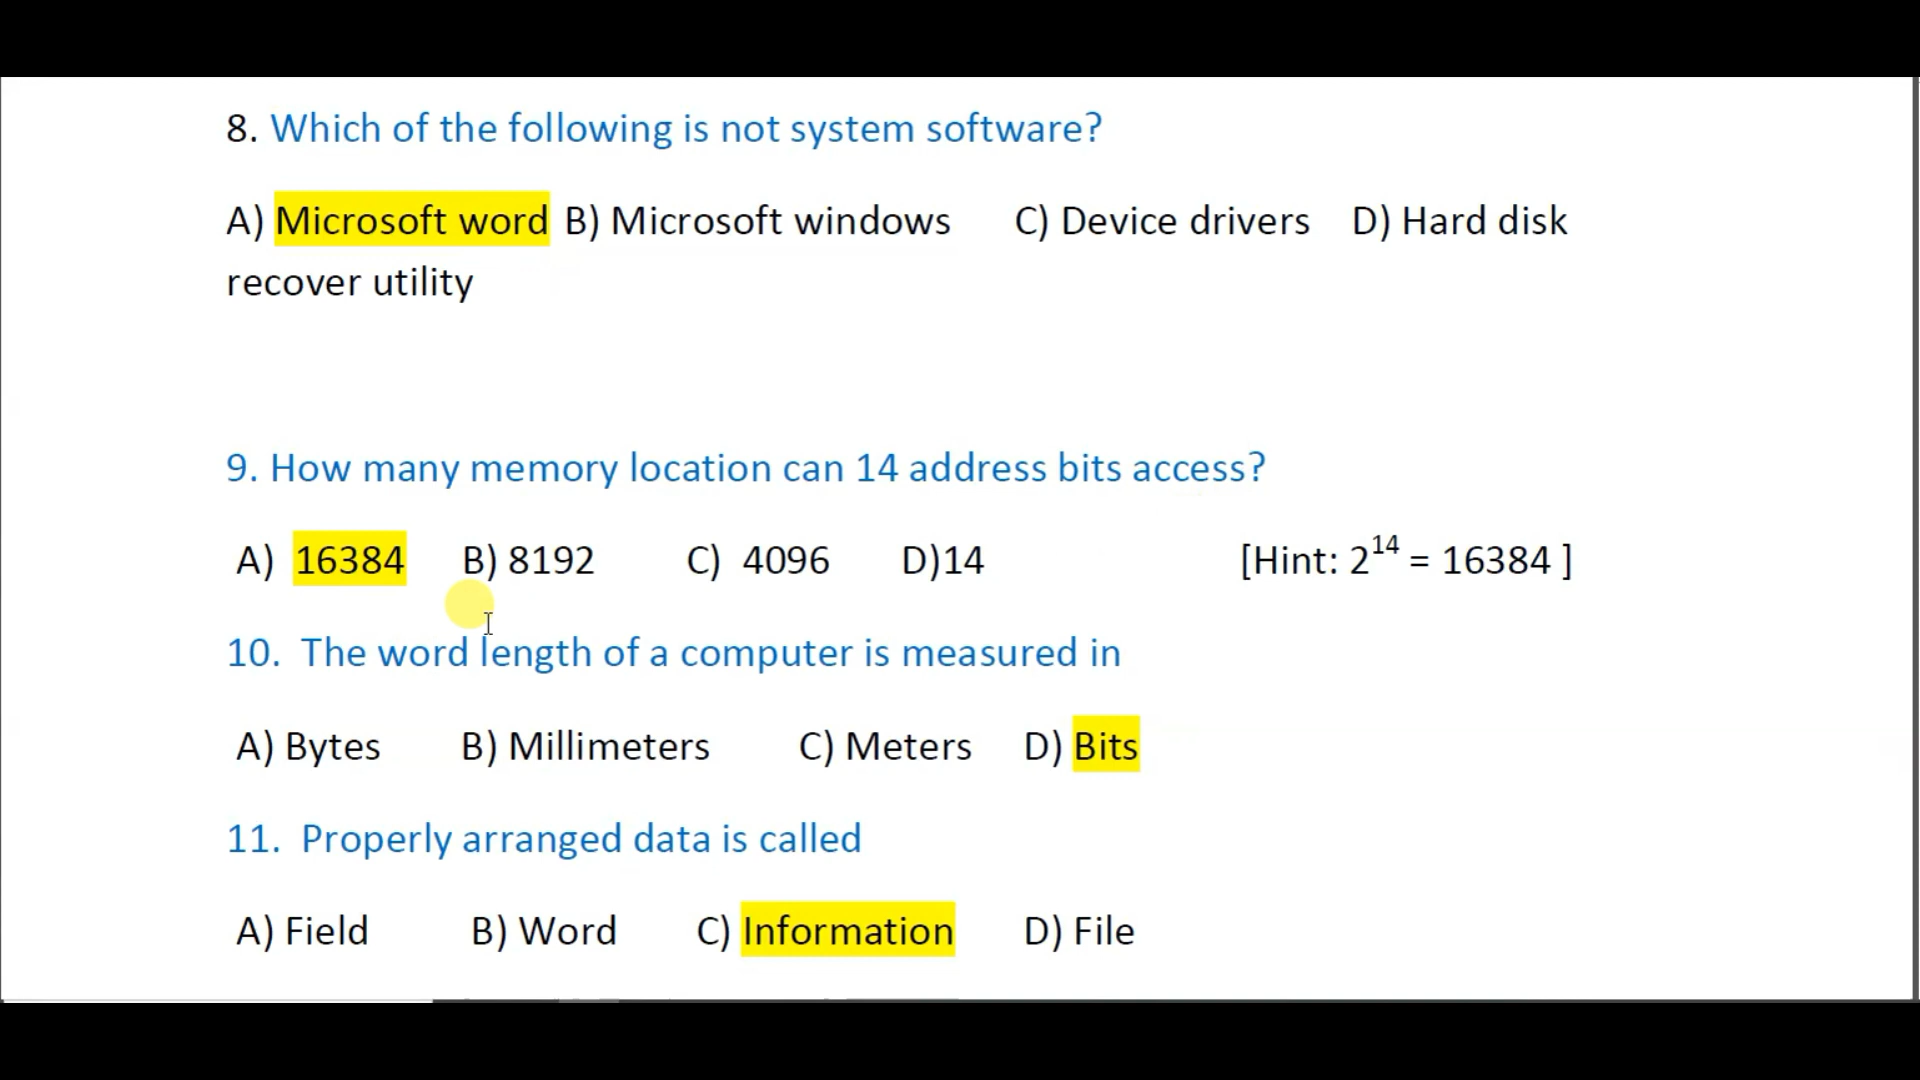 8. Which of the following is not system software?
A) Microsoft word B) Microsoft windows C) Device drivers D) Hard disk
recover utility
9. How many memory location can 14 address bits access?
A) 16384 B) 8192 C) 4096 D)14 [Hint: 2^14 = 16384 ]
10. The word length of a computer is measured in
A) Bytes B) Millimeters C) Meters D) Bits
11. Properly arranged data is called
A) Field B) Word C) Information D) File